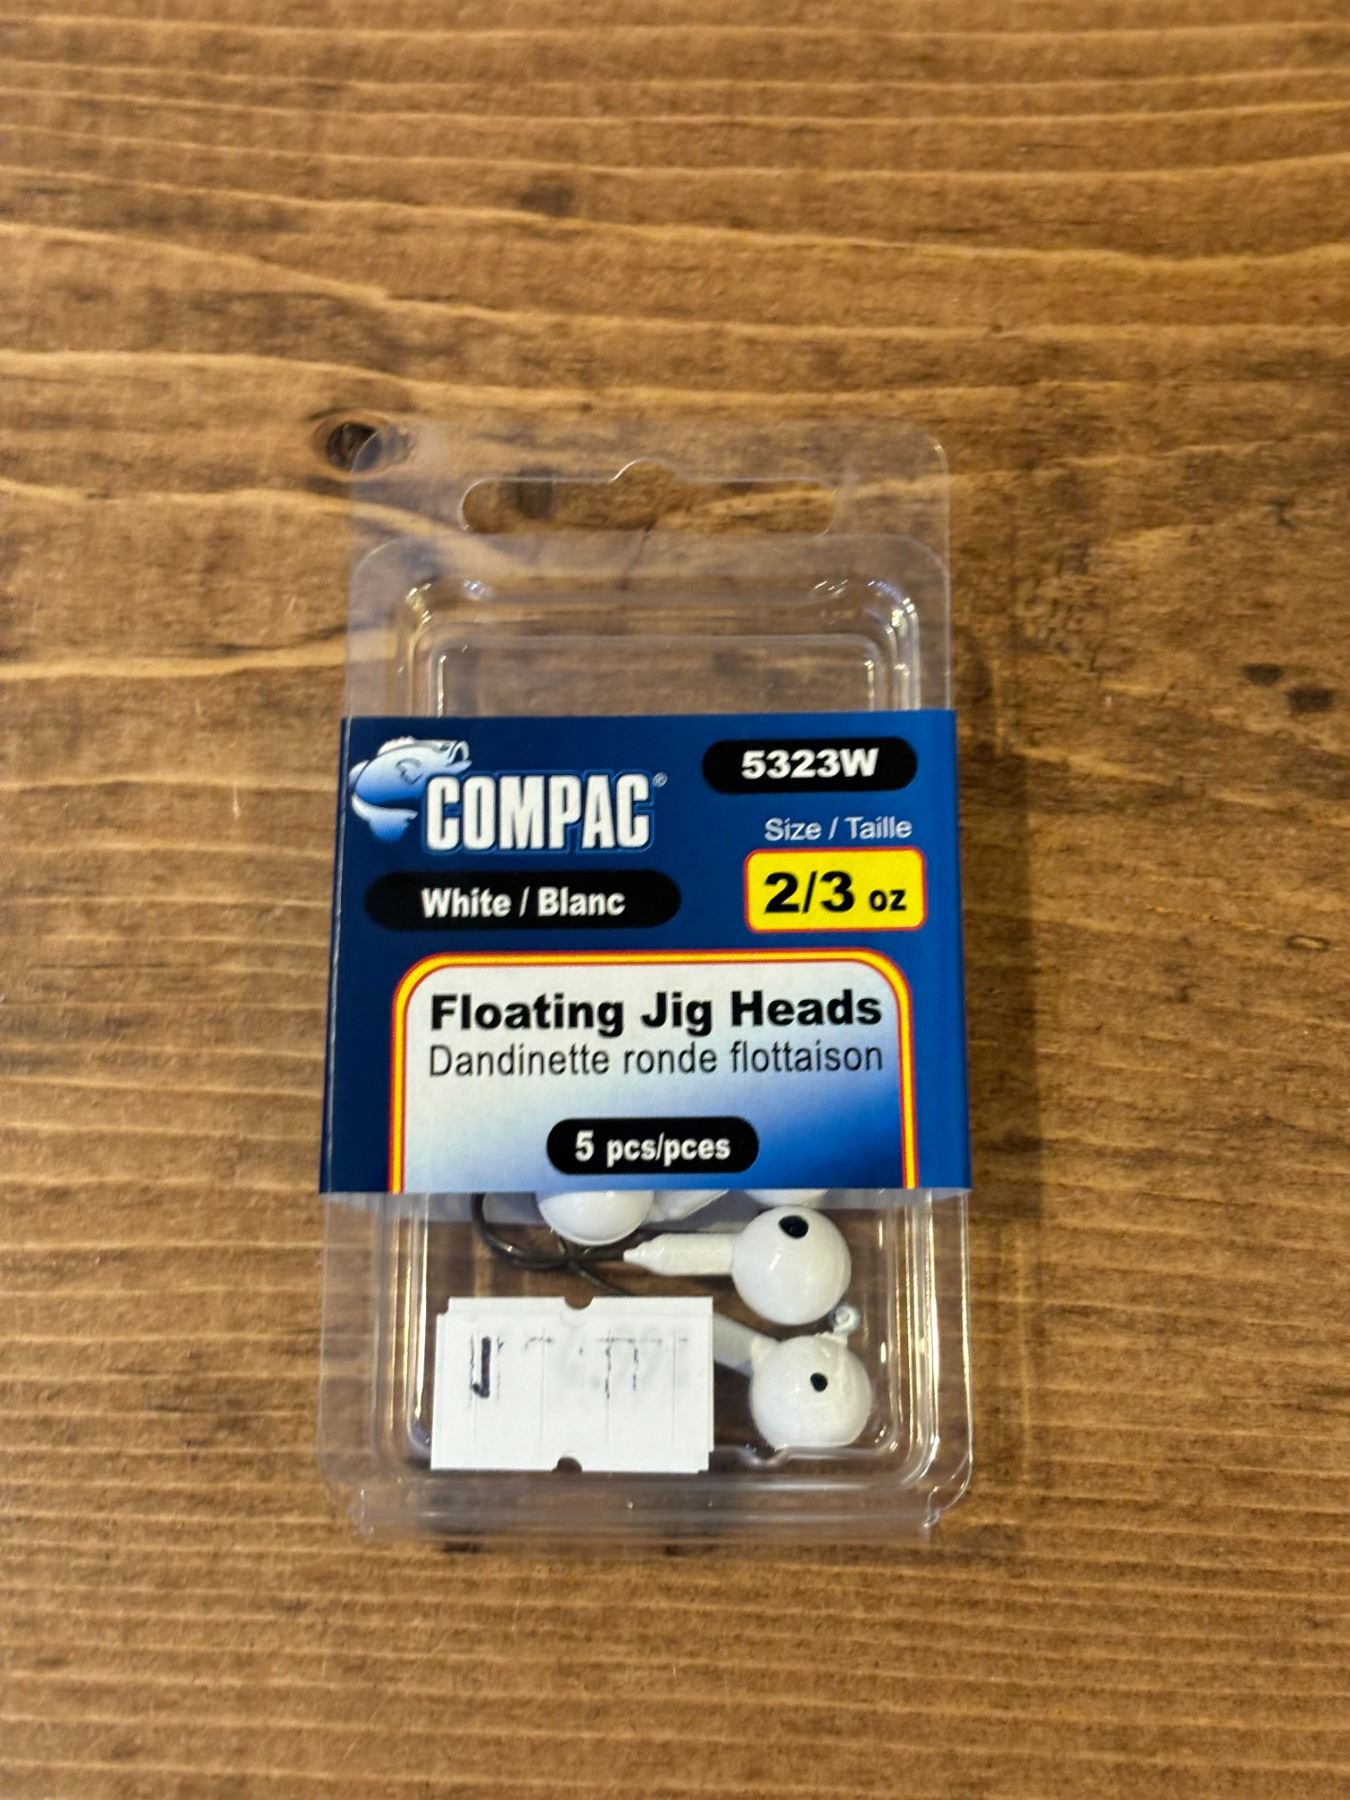 COMPAC®
5323W
Size / Taille
2/3 oz
White / Blanc
Floating Jig Heads
Dandinette ronde flottaison
5 pcs/pces